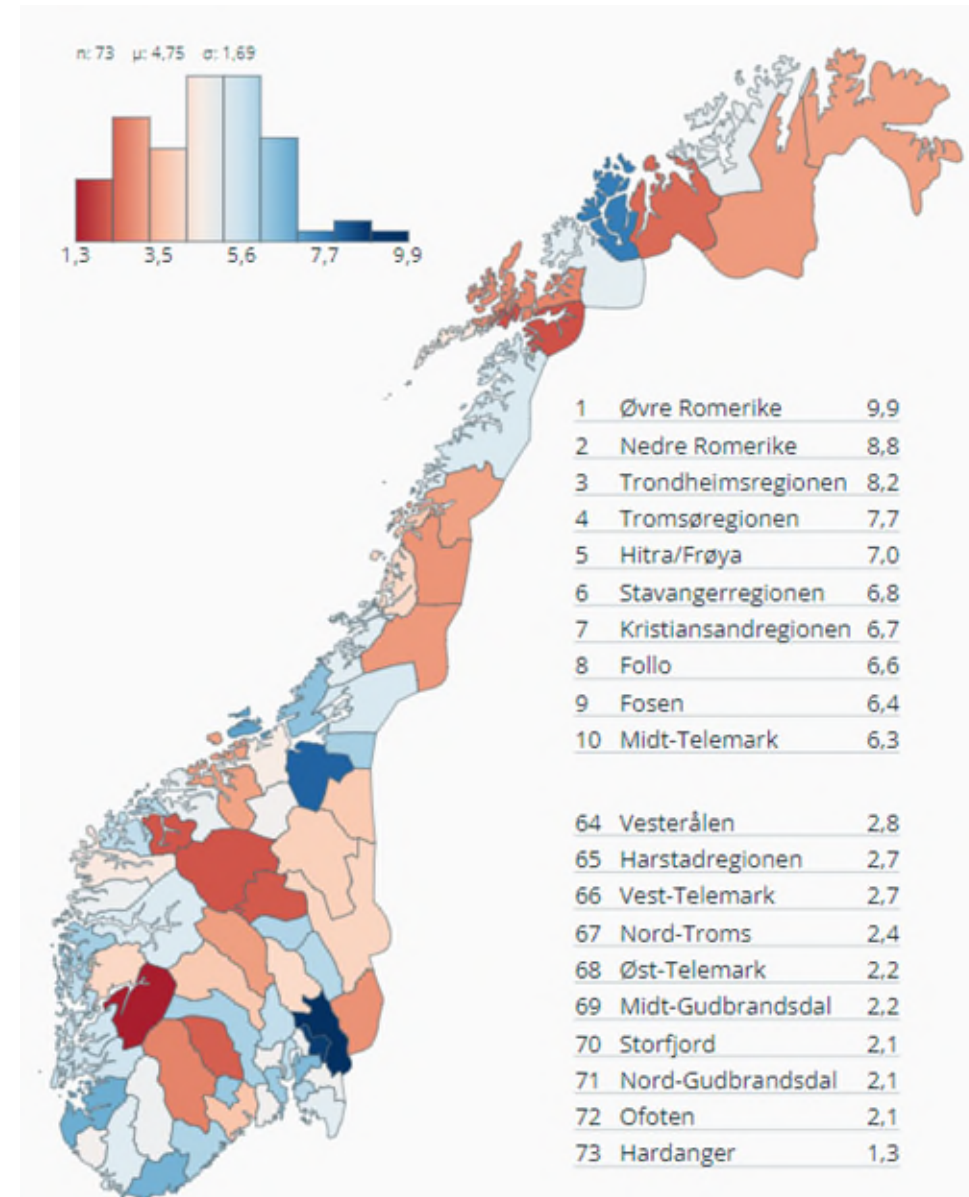 n: 73 μ: 4,75 σ: 1,69
1,3 3,5 5,6 7,7 9,9
1 Øvre Romerike 9,9
2 Nedre Romerike 8,8
3 Trondheimsregionen 8,2
4 Tromsøregionen 7,7
5 Hitra/Frøya 7,0
6 Stavangerregionen 6,8
7 Kristiansandregionen 6,7
8 Follo 6,6
9 Fosen 6,4
10 Midt-Telemark 6,3
64 Vesterålen 2,8
65 Harstadregionen 2,7
66 Vest-Telemark 2,7
67 Nord-Troms 2,4
68 Øst-Telemark 2,2
69 Midt-Gudbrandsdal 2,2
70 Storfjord 2,1
71 Nord-Gudbrandsdal 2,1
72 Ofoten 2,1
73 Hardanger 1,3